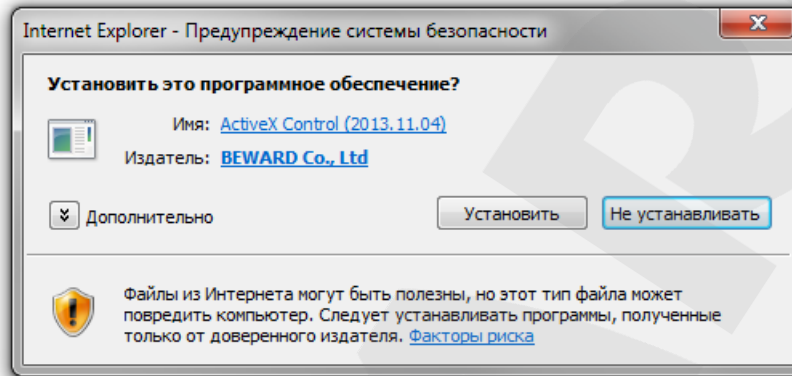 Internet Explorer - Предупреждение системы безопасности
Установить это программное обеспечение?
Имя: ActiveX Control (2013.11.04)
Издатель: BEWARD Co., Ltd
Дополнительно
Установить
Не устанавливать
Файлы из Интернета могут быть полезны, но этот тип файла может
повредить компьютер. Следует устанавливать программы, полученные
только от доверенного издателя. Факторы риска